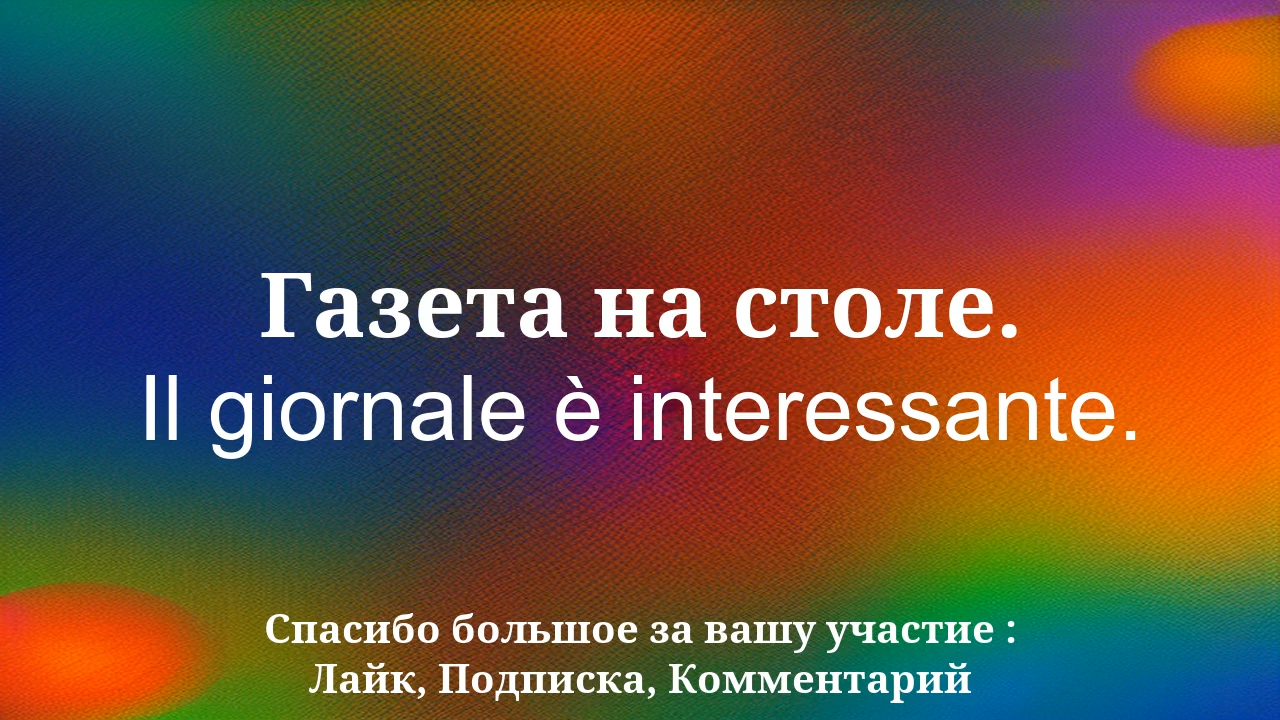 Газета на столе.
Il giornale è interessante.
Спасибо большое за вашу участие :
Лайк, Подписка, Комментарий